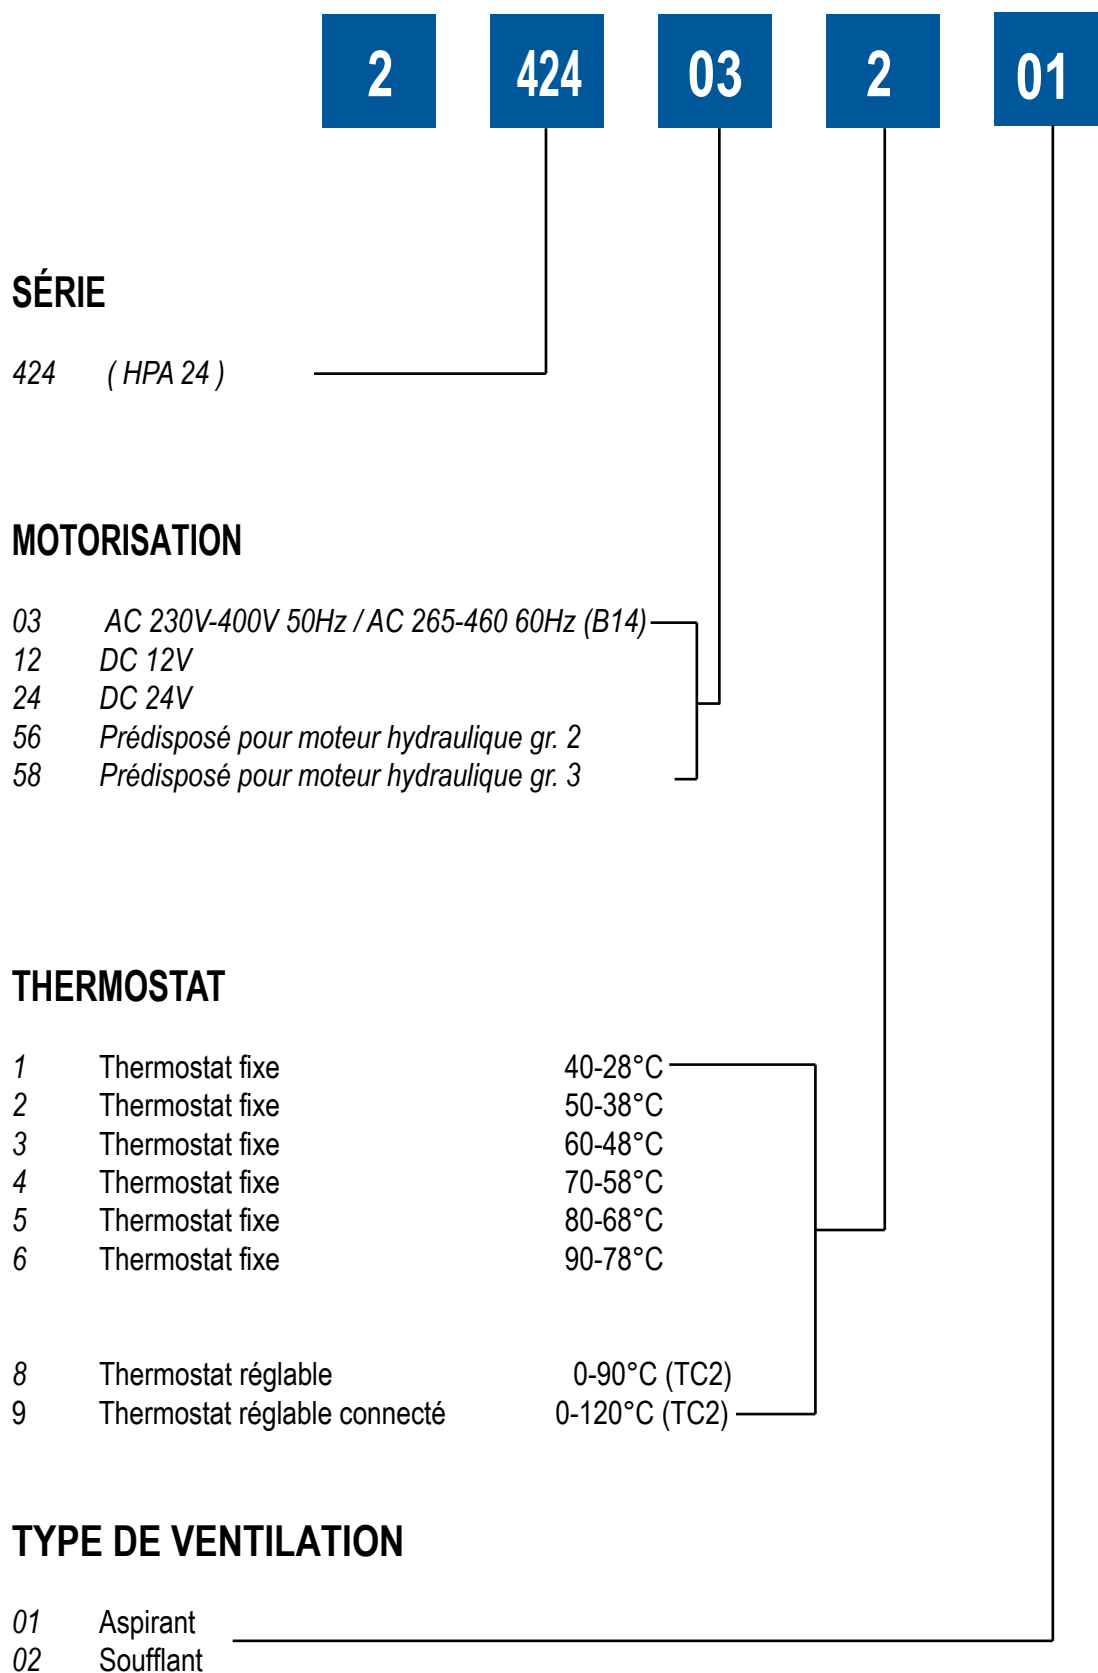 2 424 03 2 01
SÉRIE
424 ( HPA 24 )
MOTORISATION
03 AC 230V-400V 50Hz / AC 265-460 60Hz (B14)
12 DC 12V
24 DC 24V
56 Prédisposé pour moteur hydraulique gr. 2
58 Prédisposé pour moteur hydraulique gr. 3
THERMOSTAT
1 Thermostat fixe 40-28°C
2 Thermostat fixe 50-38°C
3 Thermostat fixe 60-48°C
4 Thermostat fixe 70-58°C
5 Thermostat fixe 80-68°C
6 Thermostat fixe 90-78°C
8 Thermostat réglable 0-90°C (TC2)
9 Thermostat réglable connecté 0-120°C (TC2)
TYPE DE VENTILATION
01 Aspirant
02 Soufflant